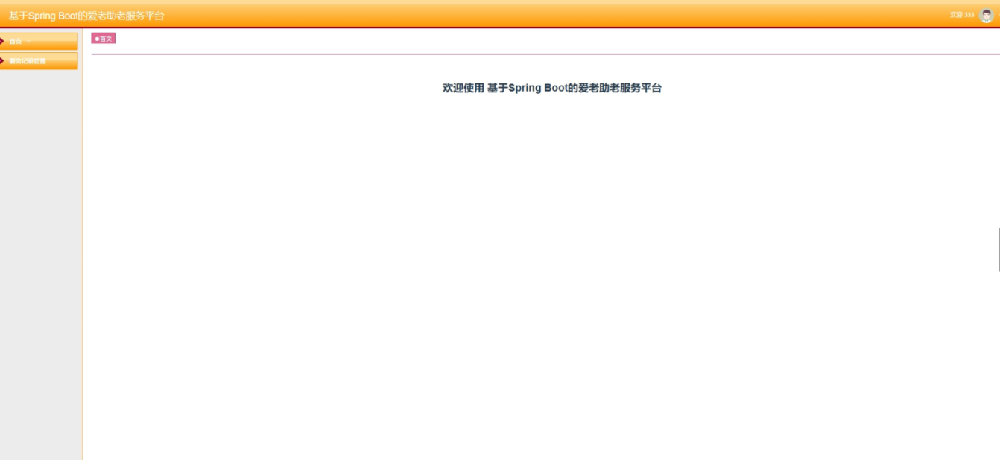 基于Spring Boot的爱老助老服务平台
欢迎 333
首页
服务记录管理
首页
欢迎使用 基于Spring Boot的爱老助老服务平台